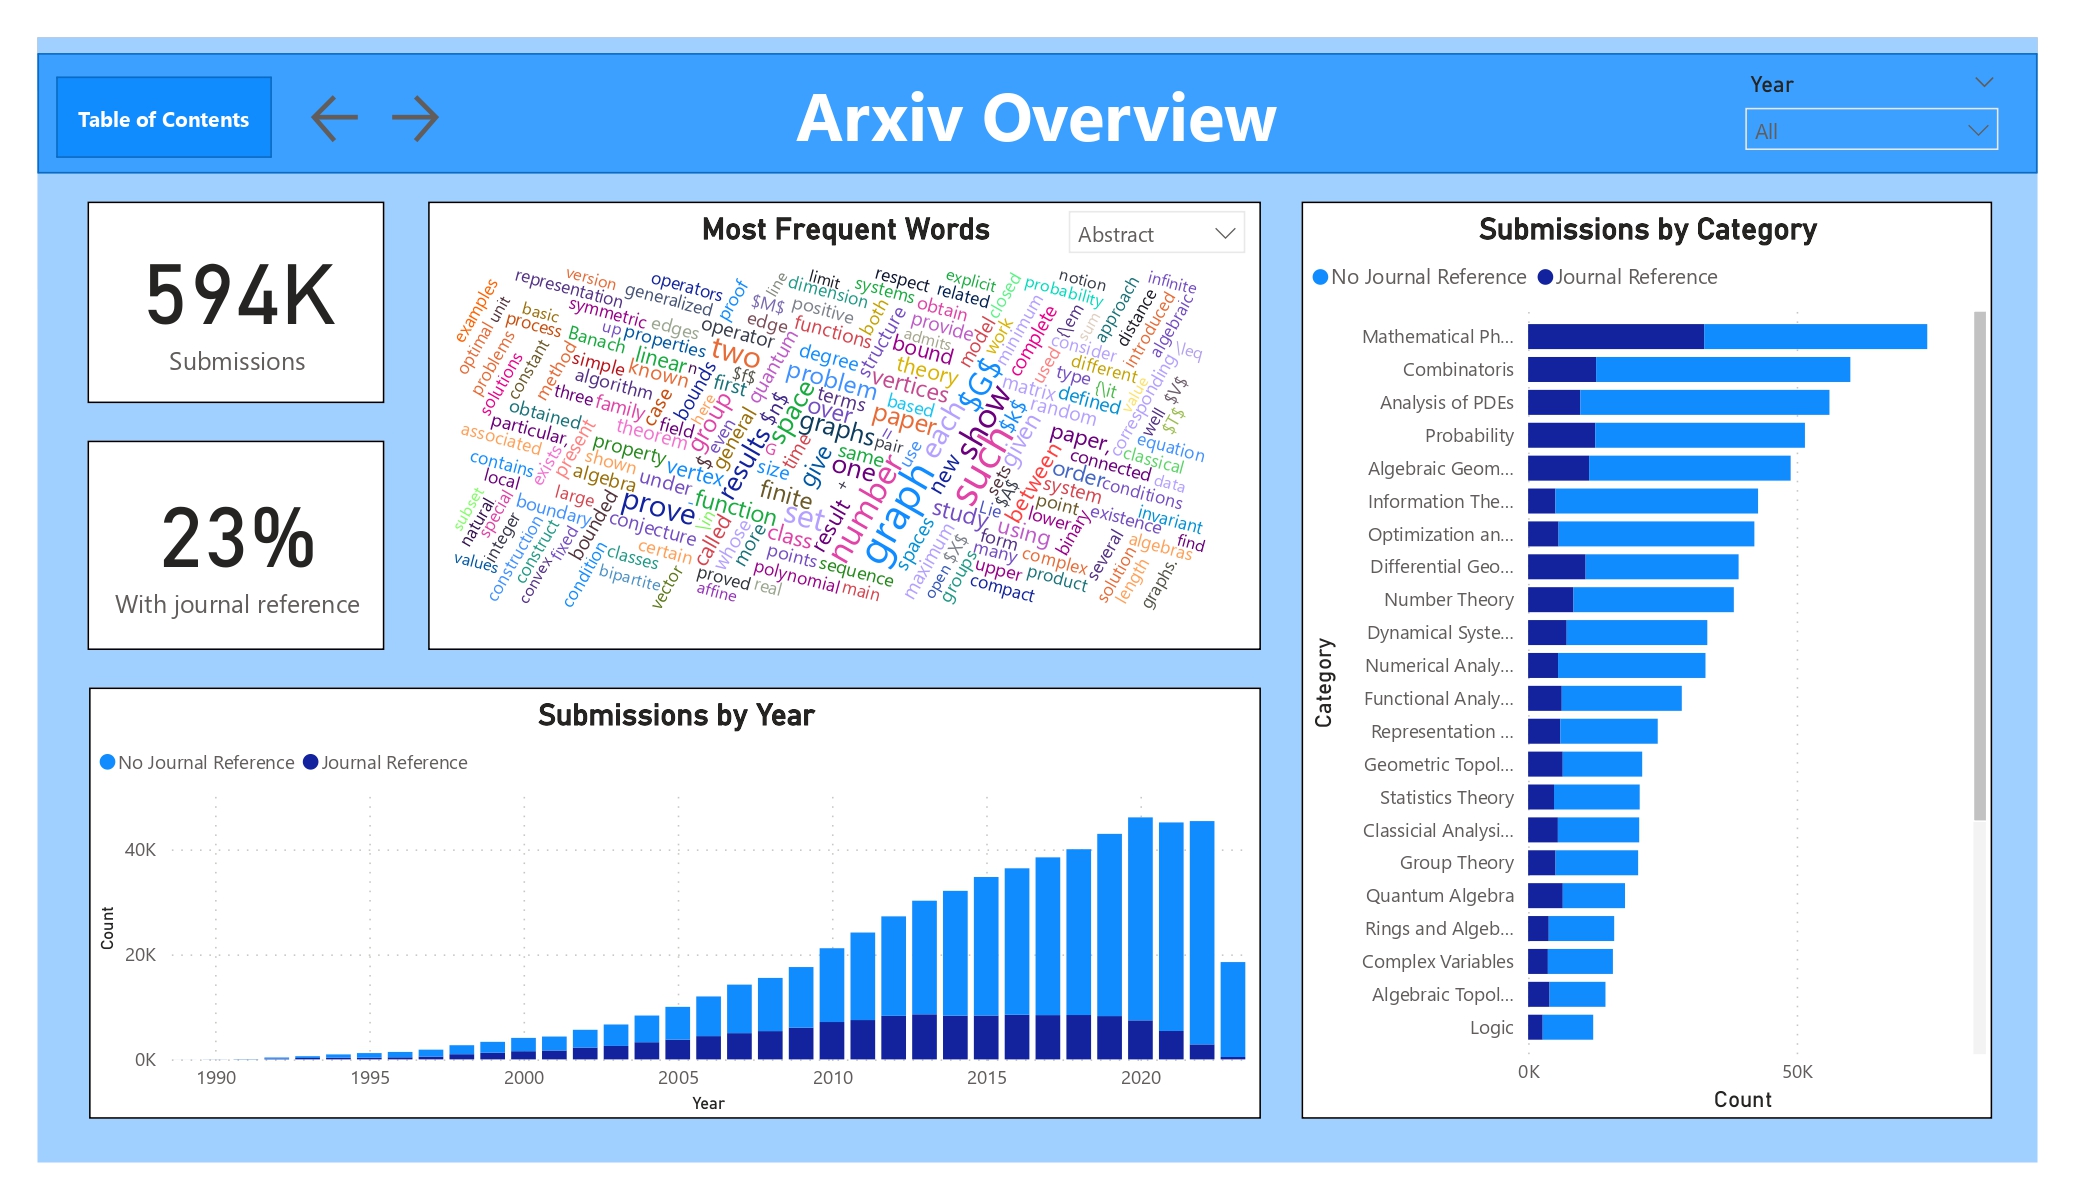 Table of Contents
Arxiv Overview
Year
All
594K
Submissions
23%
With journal reference
Most Frequent Words
Abstract
examples
optimal
unit
problems
solutions
representation
version
basic
process
constant
symmetric
generalized
operators
proof
line
limit
dimension
$M$
positive
respect
systems
related
explicit
closed
probability
notion
approach
infinite
distance
introduced
algebraic
up
properties
edges
operator
edge
functions
both
structure
obtain
provide
admits
bound
model
work
minimum
complete
{\em
sum
consider
different
corresponding
\leq
Banach
linear
method
simple
known
algorithm
two
$f$
first
bounds
quantum
degree
problem
terms
vertices
theory
based
paper
$G$
show
matrix
used
type
{\it
defined
random
value
well
$V$
$T$
obtained
three
family
case
here
group
even
general
$n$
space
over
graphs
pair
=
each
such
$k$
given
paper,
equation
classical
connected
data
particular,
associated
contains
local
exists
present
theorem
field
property
shown
algebra
vertex
under
results
G
size
time
give
same
one
+
use
new
sets
$A$
Lie
between
order
system
conditions
point
existence
invariant
subset
natural
special
integer
boundary
large
bounded
prove
conjecture
function
\in
called
finite
set
class
result
number
graph
spaces
study
form
using
lower
binary
several
find
algebras
values
construction
construct
convex
fixed
condition
classes
bipartite
certain
vector
whose
more
points
proved
real
affine
polynomial
sequence
main
maximum
open
$X$
groups
many
upper
compact
complex
product
solution
length
graphs.
Submissions by Category
No Journal Reference
Journal Reference
Mathematical Ph...
Combinatoris
Analysis of PDEs
Probability
Algebraic Geom...
Information The...
Optimization an...
Differential Geo...
Number Theory
Dynamical Syste...
Numerical Analy...
Functional Analy...
Representation ...
Geometric Topol...
Statistics Theory
Classicial Analysi...
Group Theory
Quantum Algebra
Rings and Algeb...
Complex Variables
Algebraic Topol...
Logic
Category
0K 50K
Count
Submissions by Year
No Journal Reference
Journal Reference
40K
20K
0K
Count
1990 1995 2000 2005 2010 2015 2020
Year